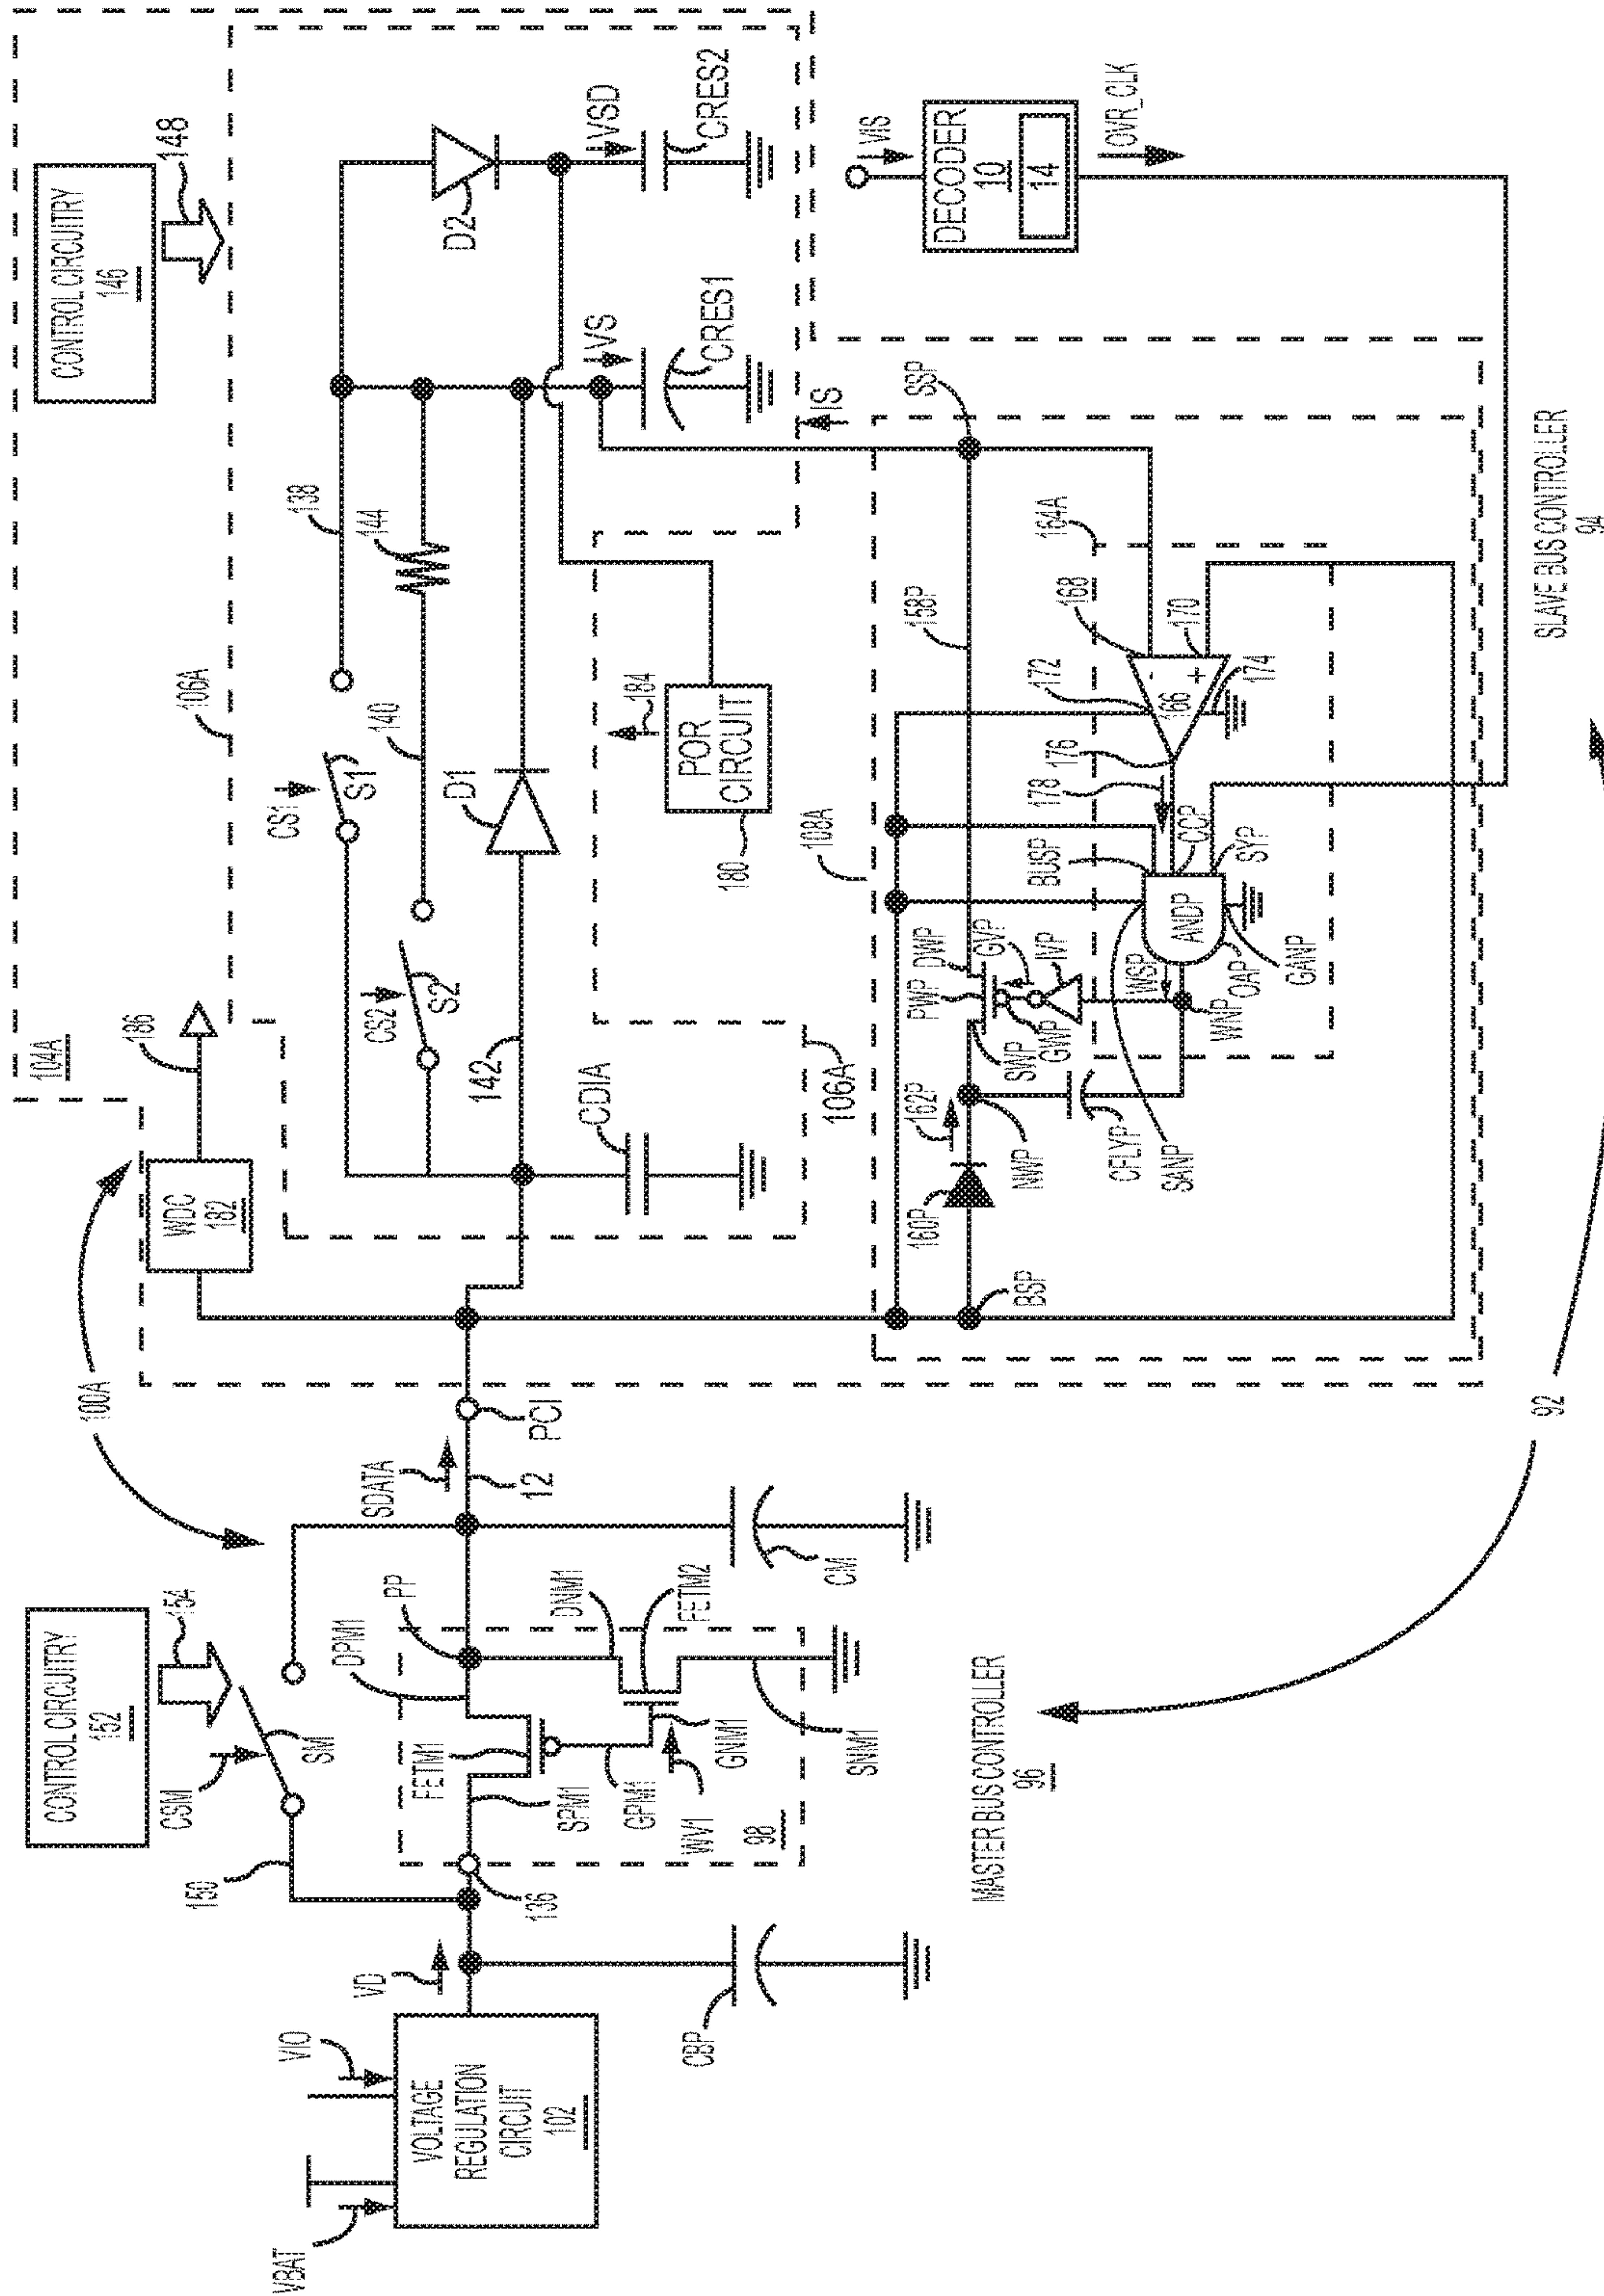 CONTROL CIRCUITRY
152
154
CSM
SM
150
VBAT
VIO
VOLTAGE
REGULATION
CIRCUIT
102
VD
CBP
136
FETM1
SPM1
GPM1
WV1
98
DPM1
PP
DNM1
FETM2
GNM1
SNM1
CM
SDATA
12
PCI
100A
MASTER BUS CONTROLLER
96
92
104A
CONTROL CIRCUITRY
146
148
WDC
182
186
106A
CS1
S1
138
CS2
S2
140
144
D1
142
CDIA
D2
VSD
CRES2
VS
CRES1
184
POR
CIRCUIT
180
106A
IS
108A
SSP
158P
BSP
160P
162P
NWP
PWP
DWP
SWP
GWP
GVP
IVP
CFLYP
SANP
WSP
WNP
OAP
GANP
ANDP
BUSP
CCP
SYP
178
176
172
166
-
+
168
170
174
164A
VIS
DECODER
10
14
OVR_CLK
SLAVE BUS CONTROLLER
94